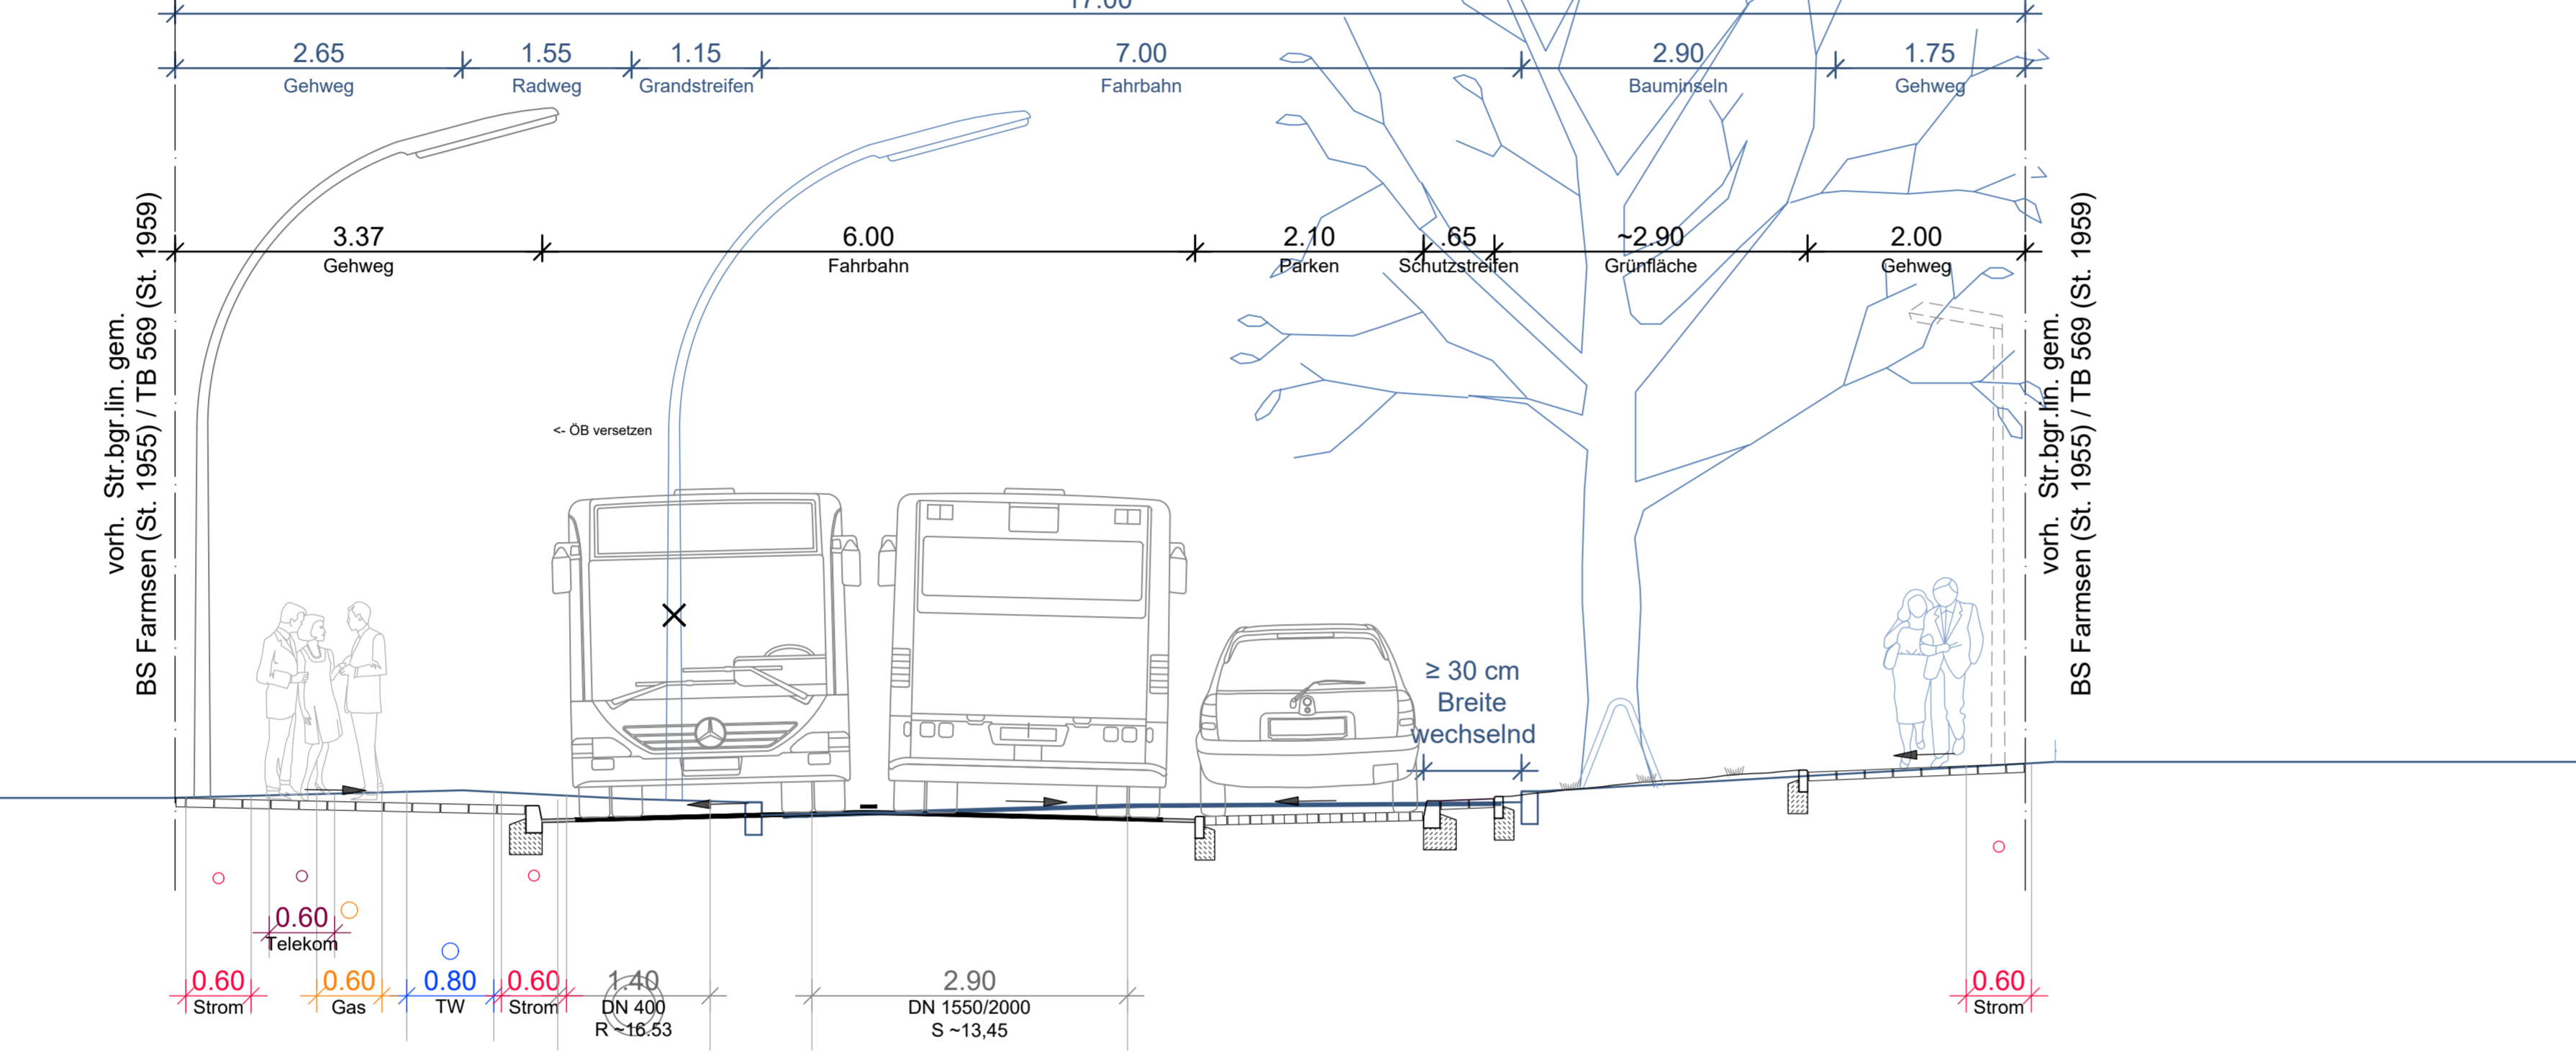 17.00
2.65 1.55 1.15 7.00 2.90 1.75
Gehweg Radweg Grandstreifen Fahrbahn Bauminseln Gehweg
3.37 6.00 2.10 .65 ~2.90 2.00
Gehweg Fahrbahn Parken Schutzstreifen Grünfläche Gehweg
vorh. Str.bgr.lin. gem.
BS Farmsen (St. 1955) / TB 569 (St. 1959)
<- ÖB versetzen
≥ 30 cm
Breite
wechselnd
vorh. Str.bgr.lin. gem.
BS Farmsen (St. 1955) / TB 569 (St. 1959)
0.60
Telekom
0.60 0.60 0.80 0.60 1.40 2.90 0.60
Strom Gas TW Strom DN 400 DN 1550/2000 Strom
R ~16.53 S ~13,45